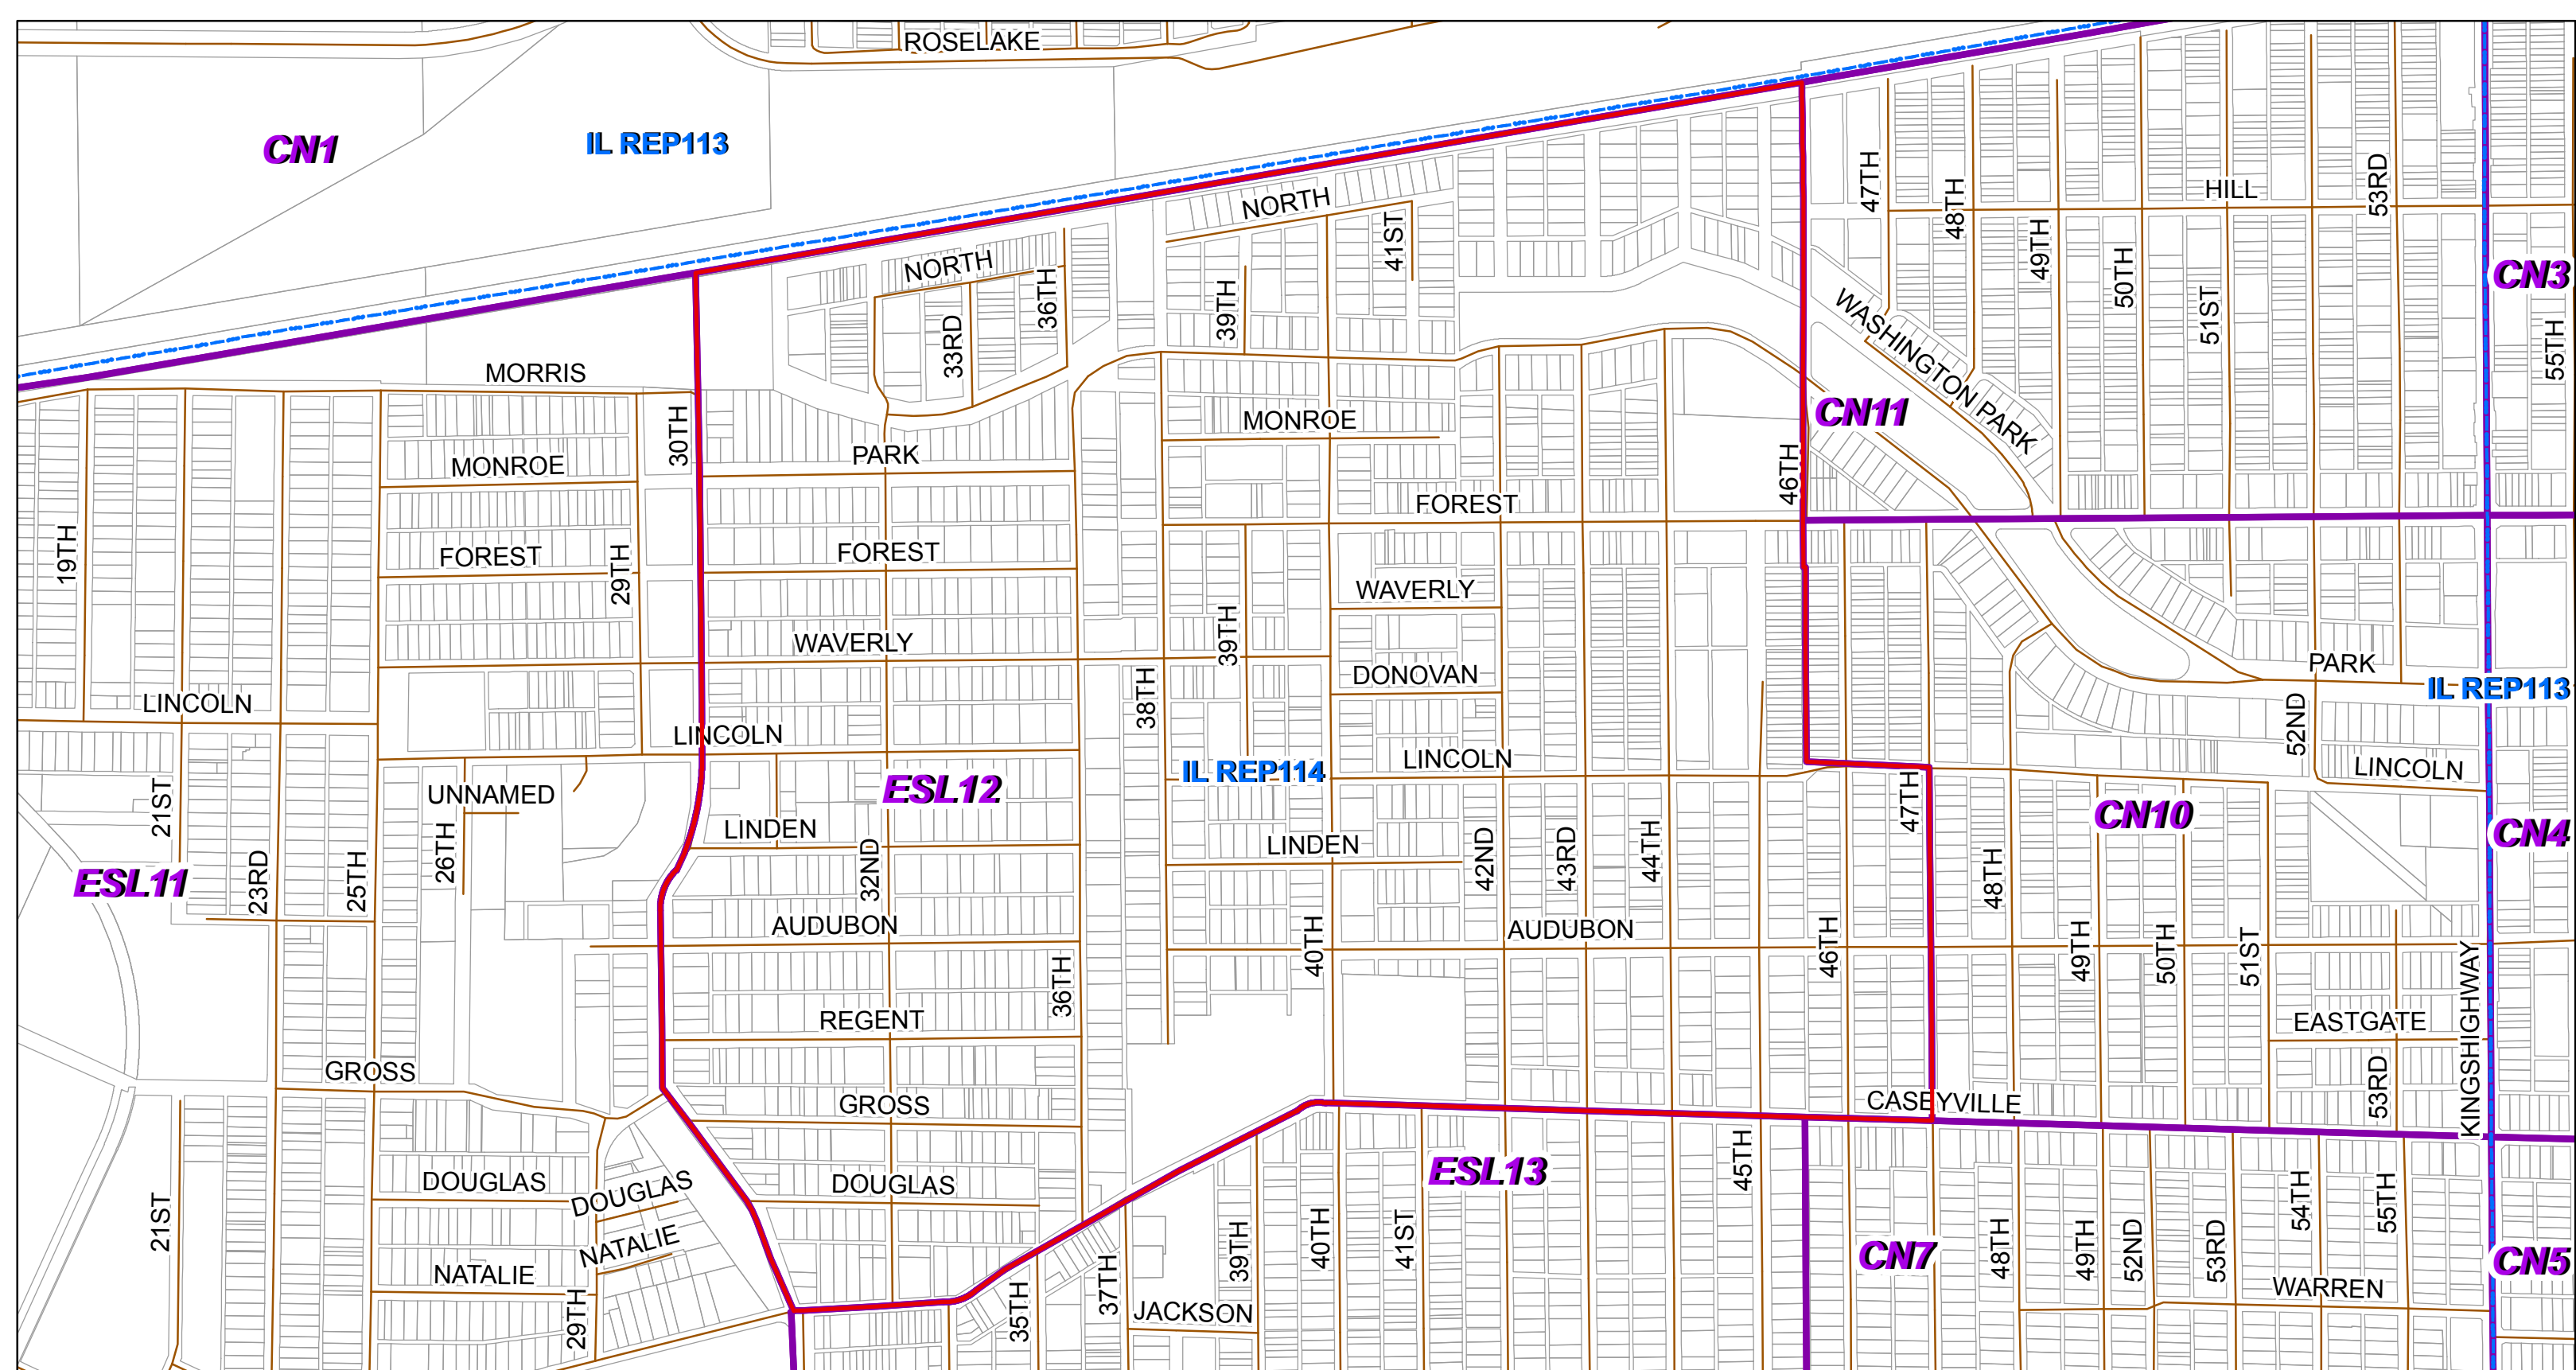 ROSELAKE
CN1
IL REP113
NORTH
47TH
48TH
HILL
53RD
41ST
49TH
50TH
CN3
NORTH
36TH
39TH
51ST
33RD
WASHINGTON PARK
55TH
MORRIS
30TH
CN11
MONROE
PARK
MONROE
46TH
FOREST
19TH
FOREST
29TH
FOREST
WAVERLY
WAVERLY
39TH
DONOVAN
PARK
IL REP113
LINCOLN
38TH
52ND
LINCOLN
IL REP114
LINCOLN
LINCOLN
21ST
UNNAMED
ESL12
47TH
CN10
CN4
26TH
LINDEN
32ND
LINDEN
42ND
43RD
44TH
48TH
ESL11
23RD
25TH
AUDUBON
40TH
AUDUBON
46TH
49TH
50TH
51ST
KINGSHIGHWAY
36TH
REGENT
EASTGATE
GROSS
GROSS
CASEYVILLE
53RD
21ST
DOUGLAS
DOUGLAS
DOUGLAS
ESL13
45TH
NATALIE
NATALIE
29TH
35TH
37TH
39TH
40TH
41ST
CN7
48TH
49TH
52ND
53RD
54TH
55TH
CN5
JACKSON
WARREN